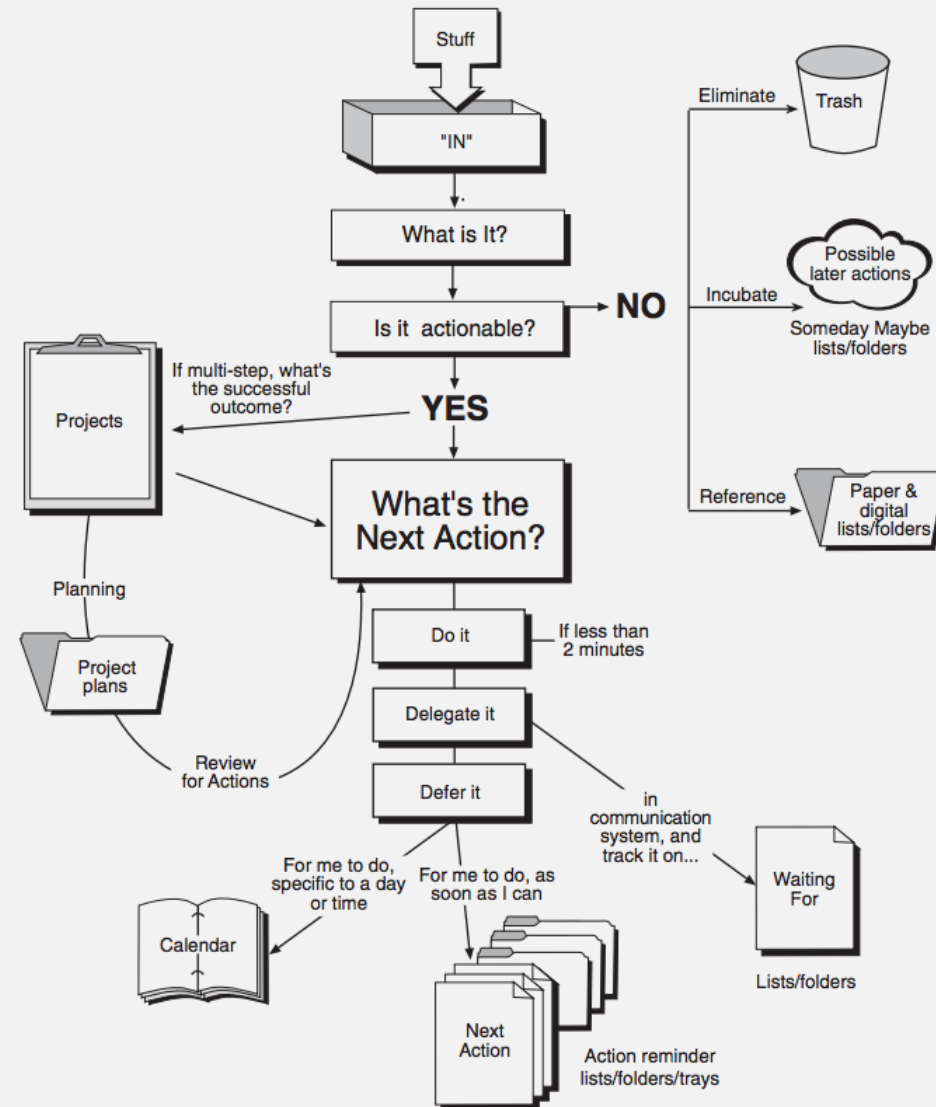 Stuff
"IN"
What is It?
Is it actionable?
NO
Eliminate
Trash
Incubate
Possible
later actions
Someday Maybe
lists/folders
Reference
Paper &
digital
lists/folders
YES
If multi-step, what's
the successful
outcome?
Projects
What's the
Next Action?
Planning
Project
plans
Review
for Actions
Do it
If less than
2 minutes
Delegate it
in
communication
system, and
track it on...
Waiting
For
Lists/folders
Defer it
For me to do,
specific to a day
or time
Calendar
For me to do, as
soon as I can
Next
Action
Action reminder
lists/folders/trays